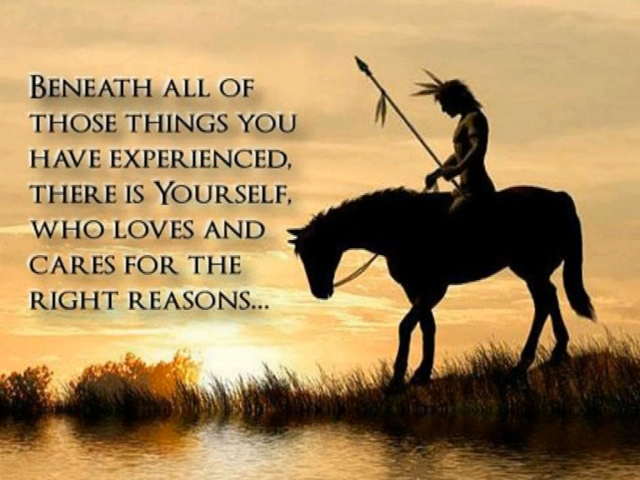 Beneath all of
those things you
have experienced,
there is Yourself,
who loves and
cares for the
right reasons...